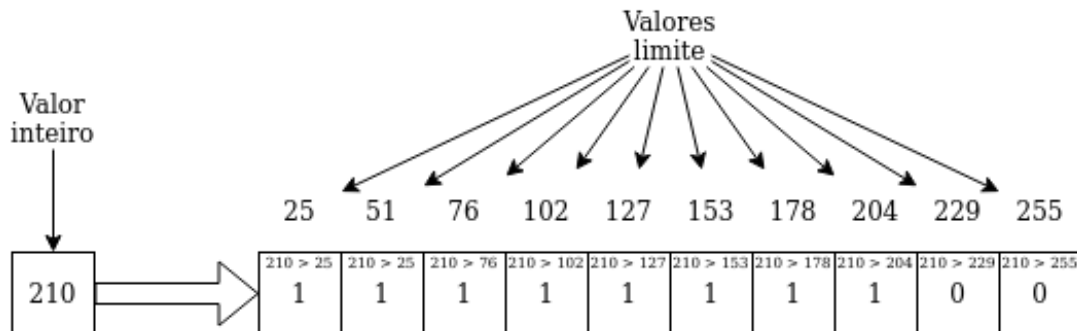 Valores
limite
Valor
inteiro
25 51 76 102 127 153 178 204 229 255
210 > 25 210 > 25 210 > 76 210 > 102 210 > 127 210 > 153 210 > 178 210 > 204 210 > 229 210 > 255
210 1 1 1 1 1 1 1 1 0 0